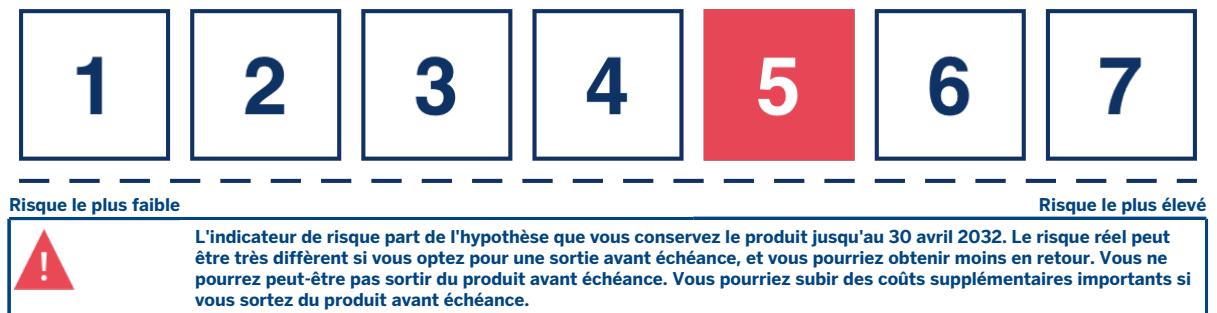 1 2 3 4 5 6 7
Risque le plus faible Risque le plus élevé
L'indicateur de risque part de l'hypothèse que vous conservez le produit jusqu'au 30 avril 2032. Le risque réel peut
être très diffèrent si vous optez pour une sortie avant échéance, et vous pourriez obtenir moins en retour. Vous ne
pourrez peut-être pas sortir du produit avant échéance. Vous pourriez subir des coûts supplémentaires importants si
vous sortez du produit avant échéance.